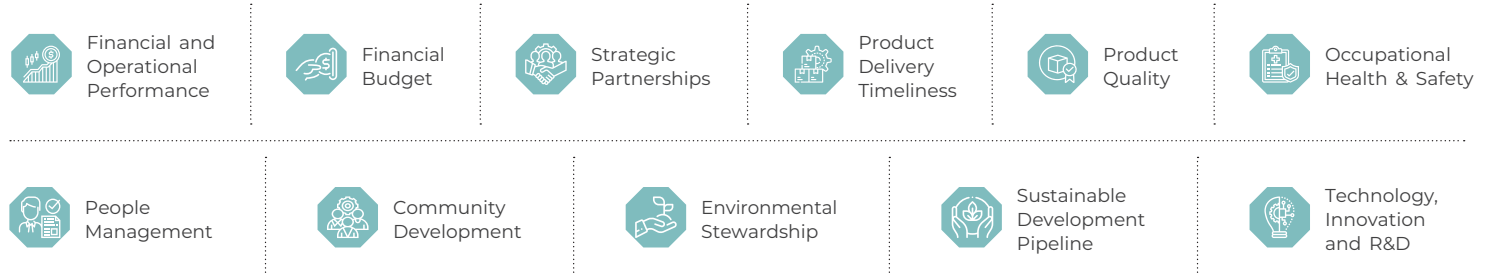 Financial and
Operational
Performance
Financial
Budget
Strategic
Partnerships
Product
Delivery
Timeliness
Product
Quality
Occupational
Health & Safety
People
Management
Community
Development
Environmental
Stewardship
Sustainable
Development
Pipeline
Technology,
Innovation
and R&D